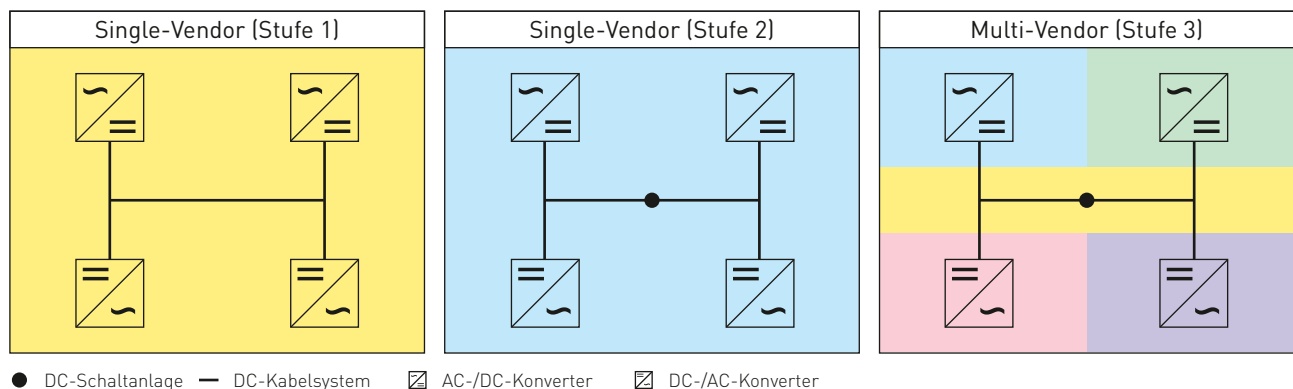 Single-Vendor (Stufe 1)
Single-Vendor (Stufe 2)
Multi-Vendor (Stufe 3)
DC-Schaltanlage
DC-Kabelsystem
AC-/DC-Konverter
DC-/AC-Konverter